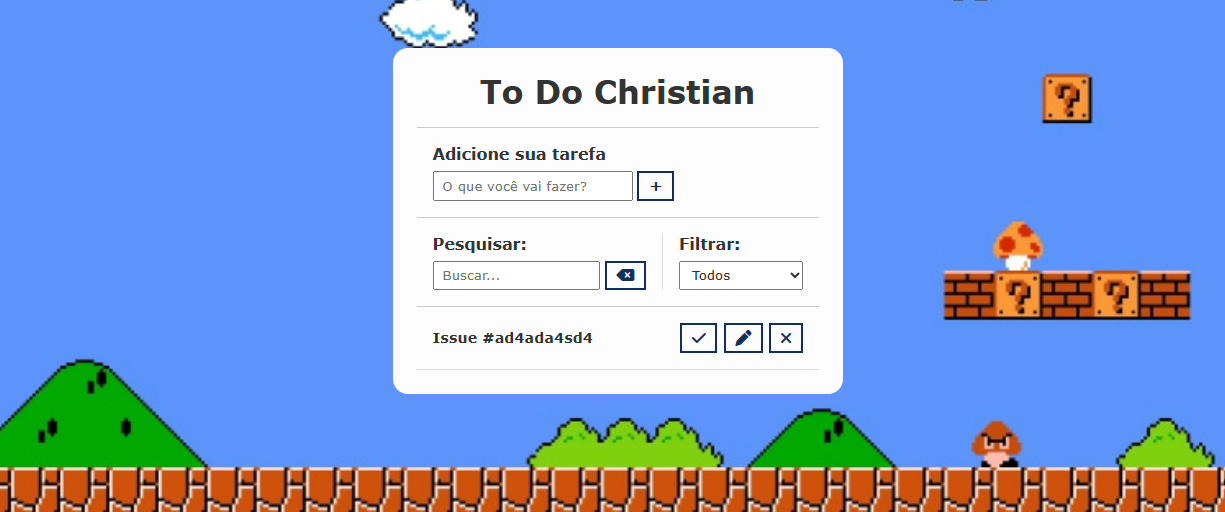 To Do Christian
Adicione sua tarefa
O que você vai fazer?
+
Pesquisar:
Filtrar:
Buscar...
Todos
Issue #ad4ada4sd4
?
?
?